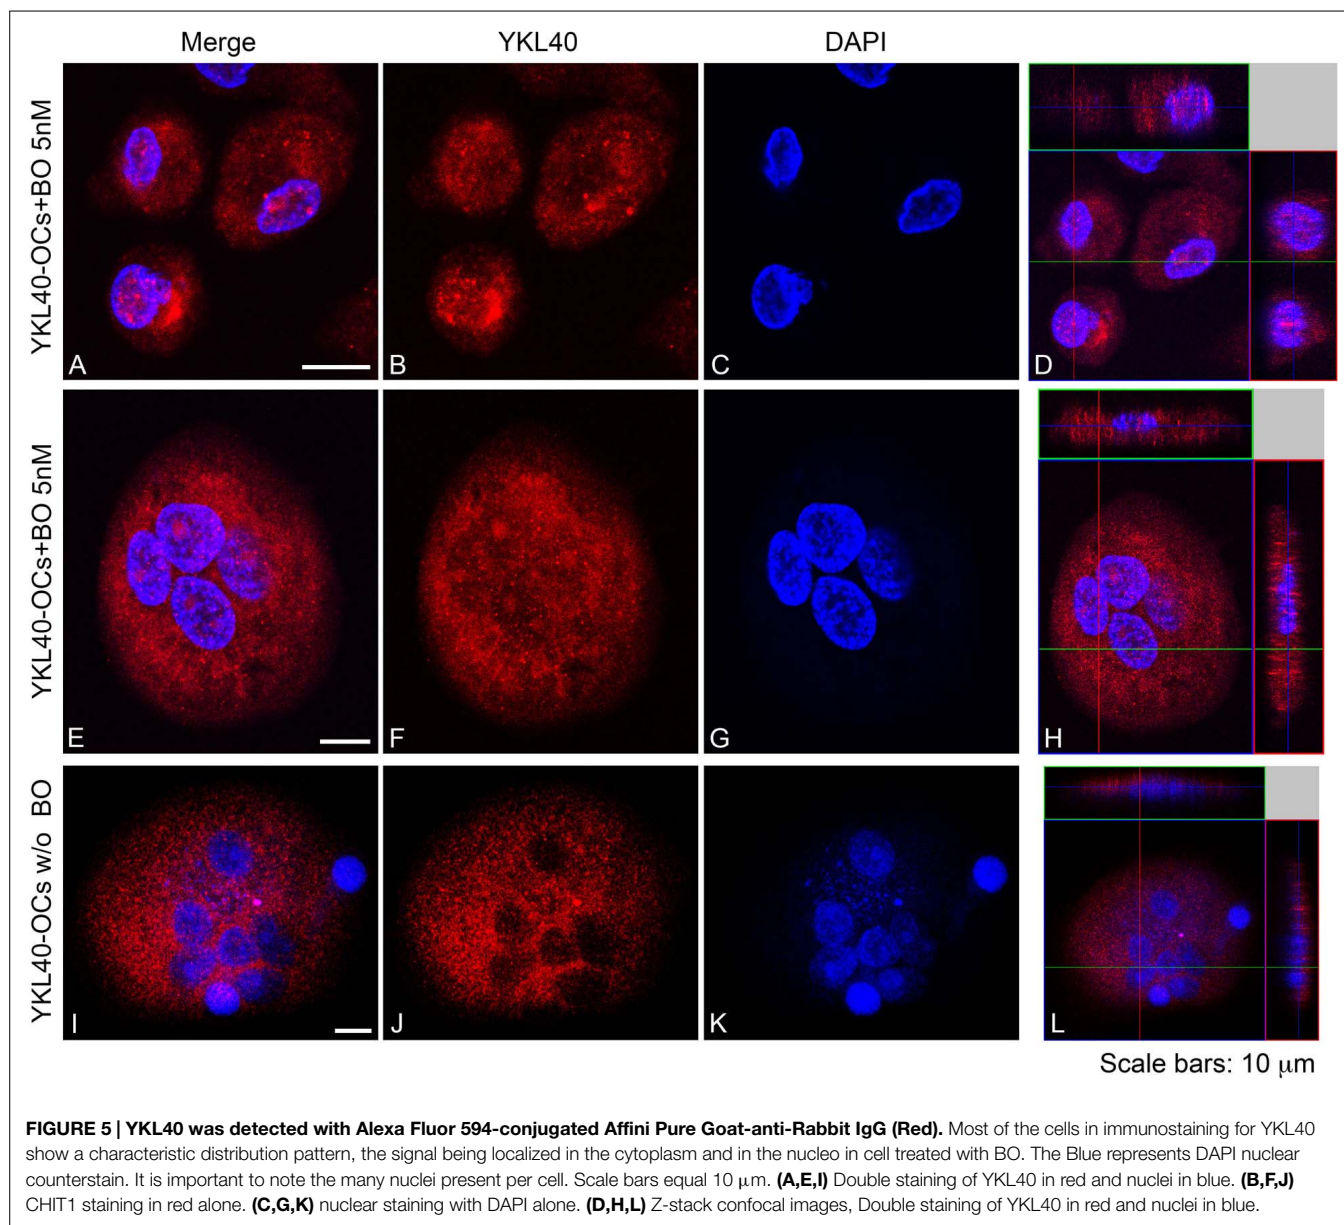 Merge YKL40 DAPI
YKL40-OCs+BO 5nM
A B C D
YKL40-OCs+BO 5nM
E F G H
YKL40-OCs w/o BO
I J K L
Scale bars: 10 μm
FIGURE 5 | YKL40 was detected with Alexa Fluor 594-conjugated Affini Pure Goat-anti-Rabbit IgG (Red). Most of the cells in immunostaining for YKL40
show a characteristic distribution pattern, the signal being localized in the cytoplasm and in the nucleo in cell treated with BO. The Blue represents DAPI nuclear
counterstain. It is important to note the many nuclei present per cell. Scale bars equal 10 μm. (A,E,I) Double staining of YKL40 in red and nuclei in blue. (B,F,J)
CHIT1 staining in red alone. (C,G,K) nuclear staining with DAPI alone. (D,H,L) Z-stack confocal images, Double staining of YKL40 in red and nuclei in blue.